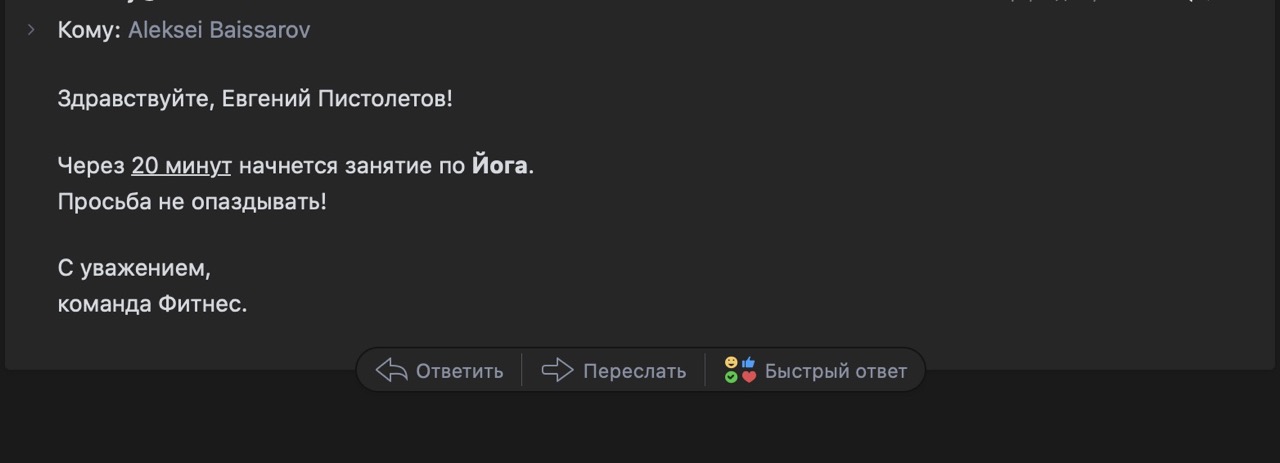 Кому: Aleksei Baissarov
Здравствуйте, Евгений Пистолетов!
Через 20 минут начнется занятие по Йога.
Просьба не опаздывать!
С уважением,
команда Фитнес.
Ответить Переслать Быстрый ответ